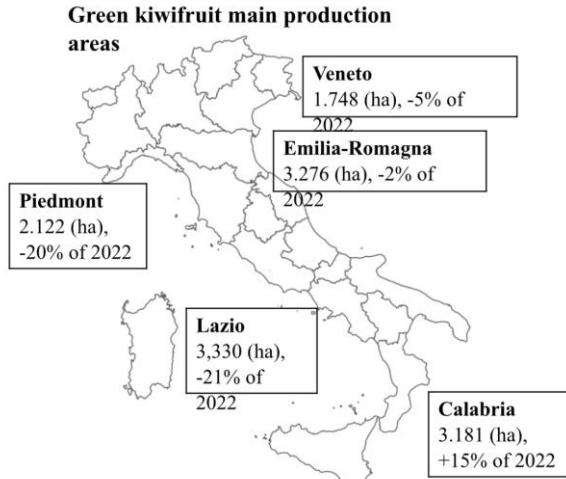 Green kiwifruit main production
areas
Veneto
1.748 (ha), -5% of
2022
Emilia-Romagna
3.276 (ha), -2% of
2022
Piedmont
2.122 (ha),
-20% of 2022
Lazio
3,330 (ha),
-21% of
2022
Calabria
3.181 (ha),
+15% of 2022